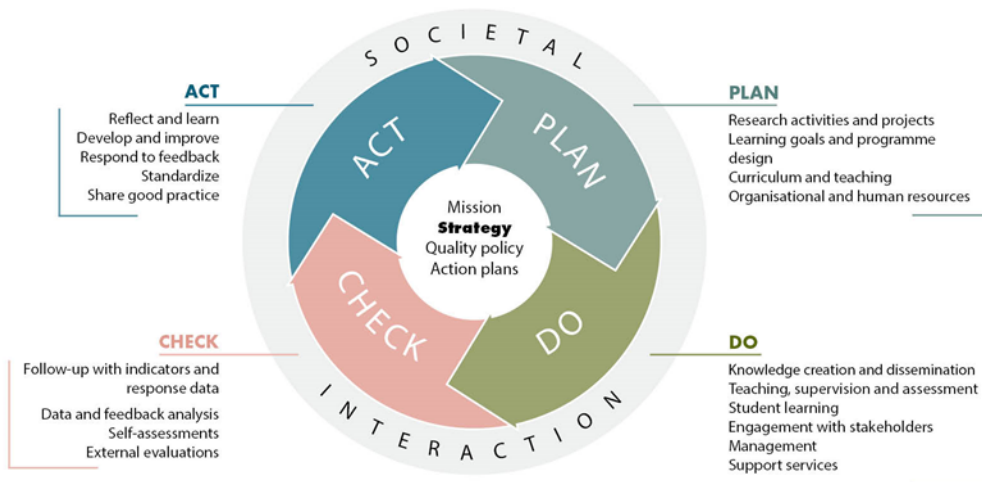 SOCIETAL
ACT
Reflect and learn
Develop and improve
Respond to feedback
Standardize
Share good practice
PLAN
Research activities and projects
Learning goals and programme
design
Curriculum and teaching
Organisational and human resources
ACT
PLAN
Mission
Strategy
Quality policy
Action plans
CHECK
DO
CHECK
Follow-up with indicators and
response data
Data and feedback analysis
Self-assessments
External evaluations
DO
Knowledge creation and dissemination
Teaching, supervision and assessment
Student learning
Engagement with stakeholders
Management
Support services
INTERACTION